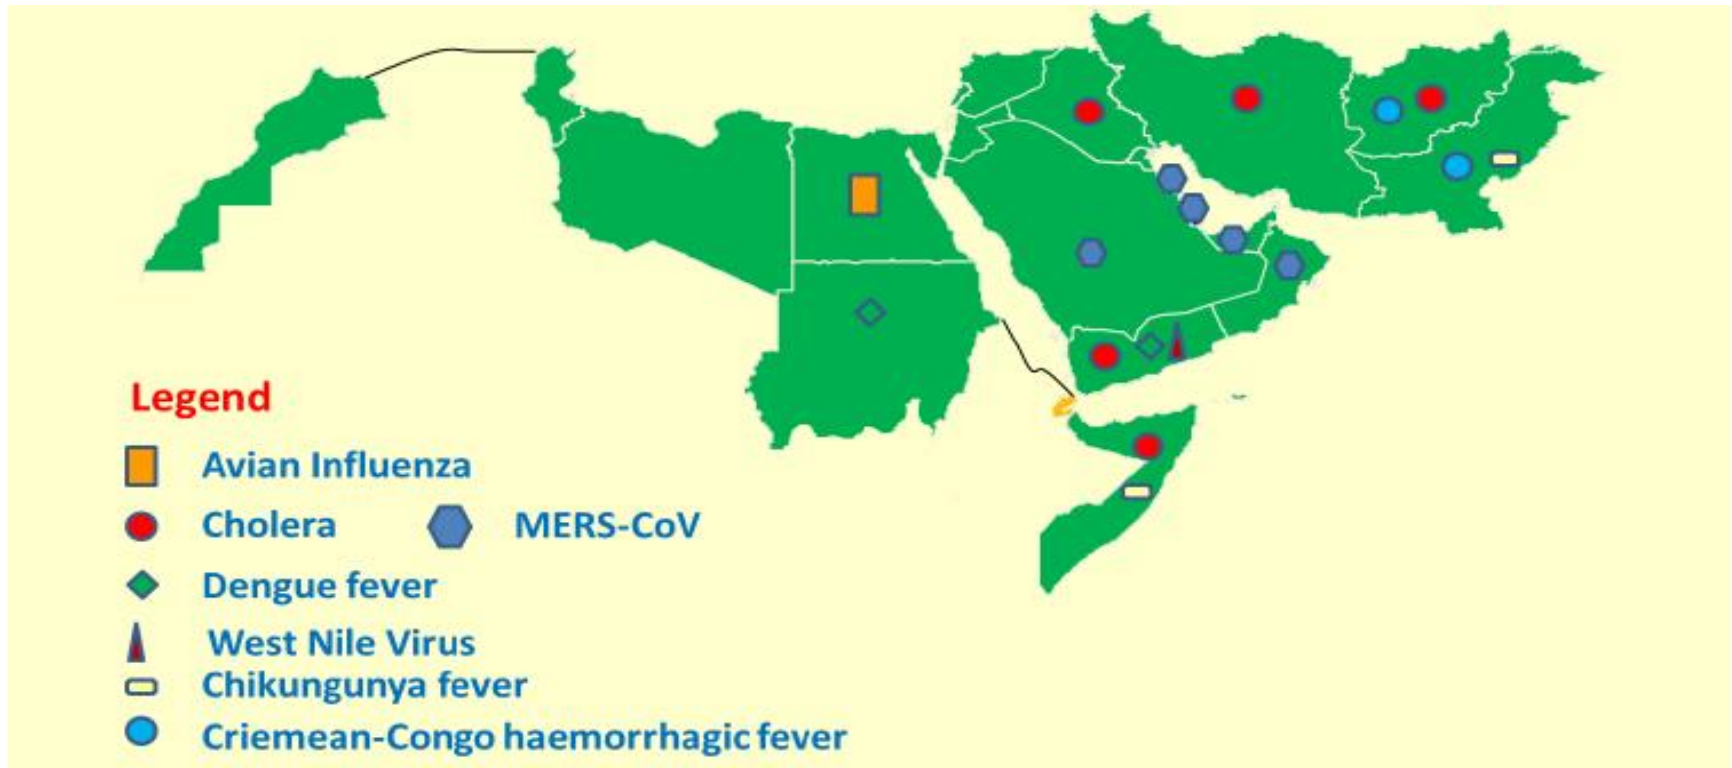 Legend
Avian Influenza
Cholera
MERS-CoV
Dengue fever
West Nile Virus
Chikungunya fever
Criemean-Congo haemorrhagic fever